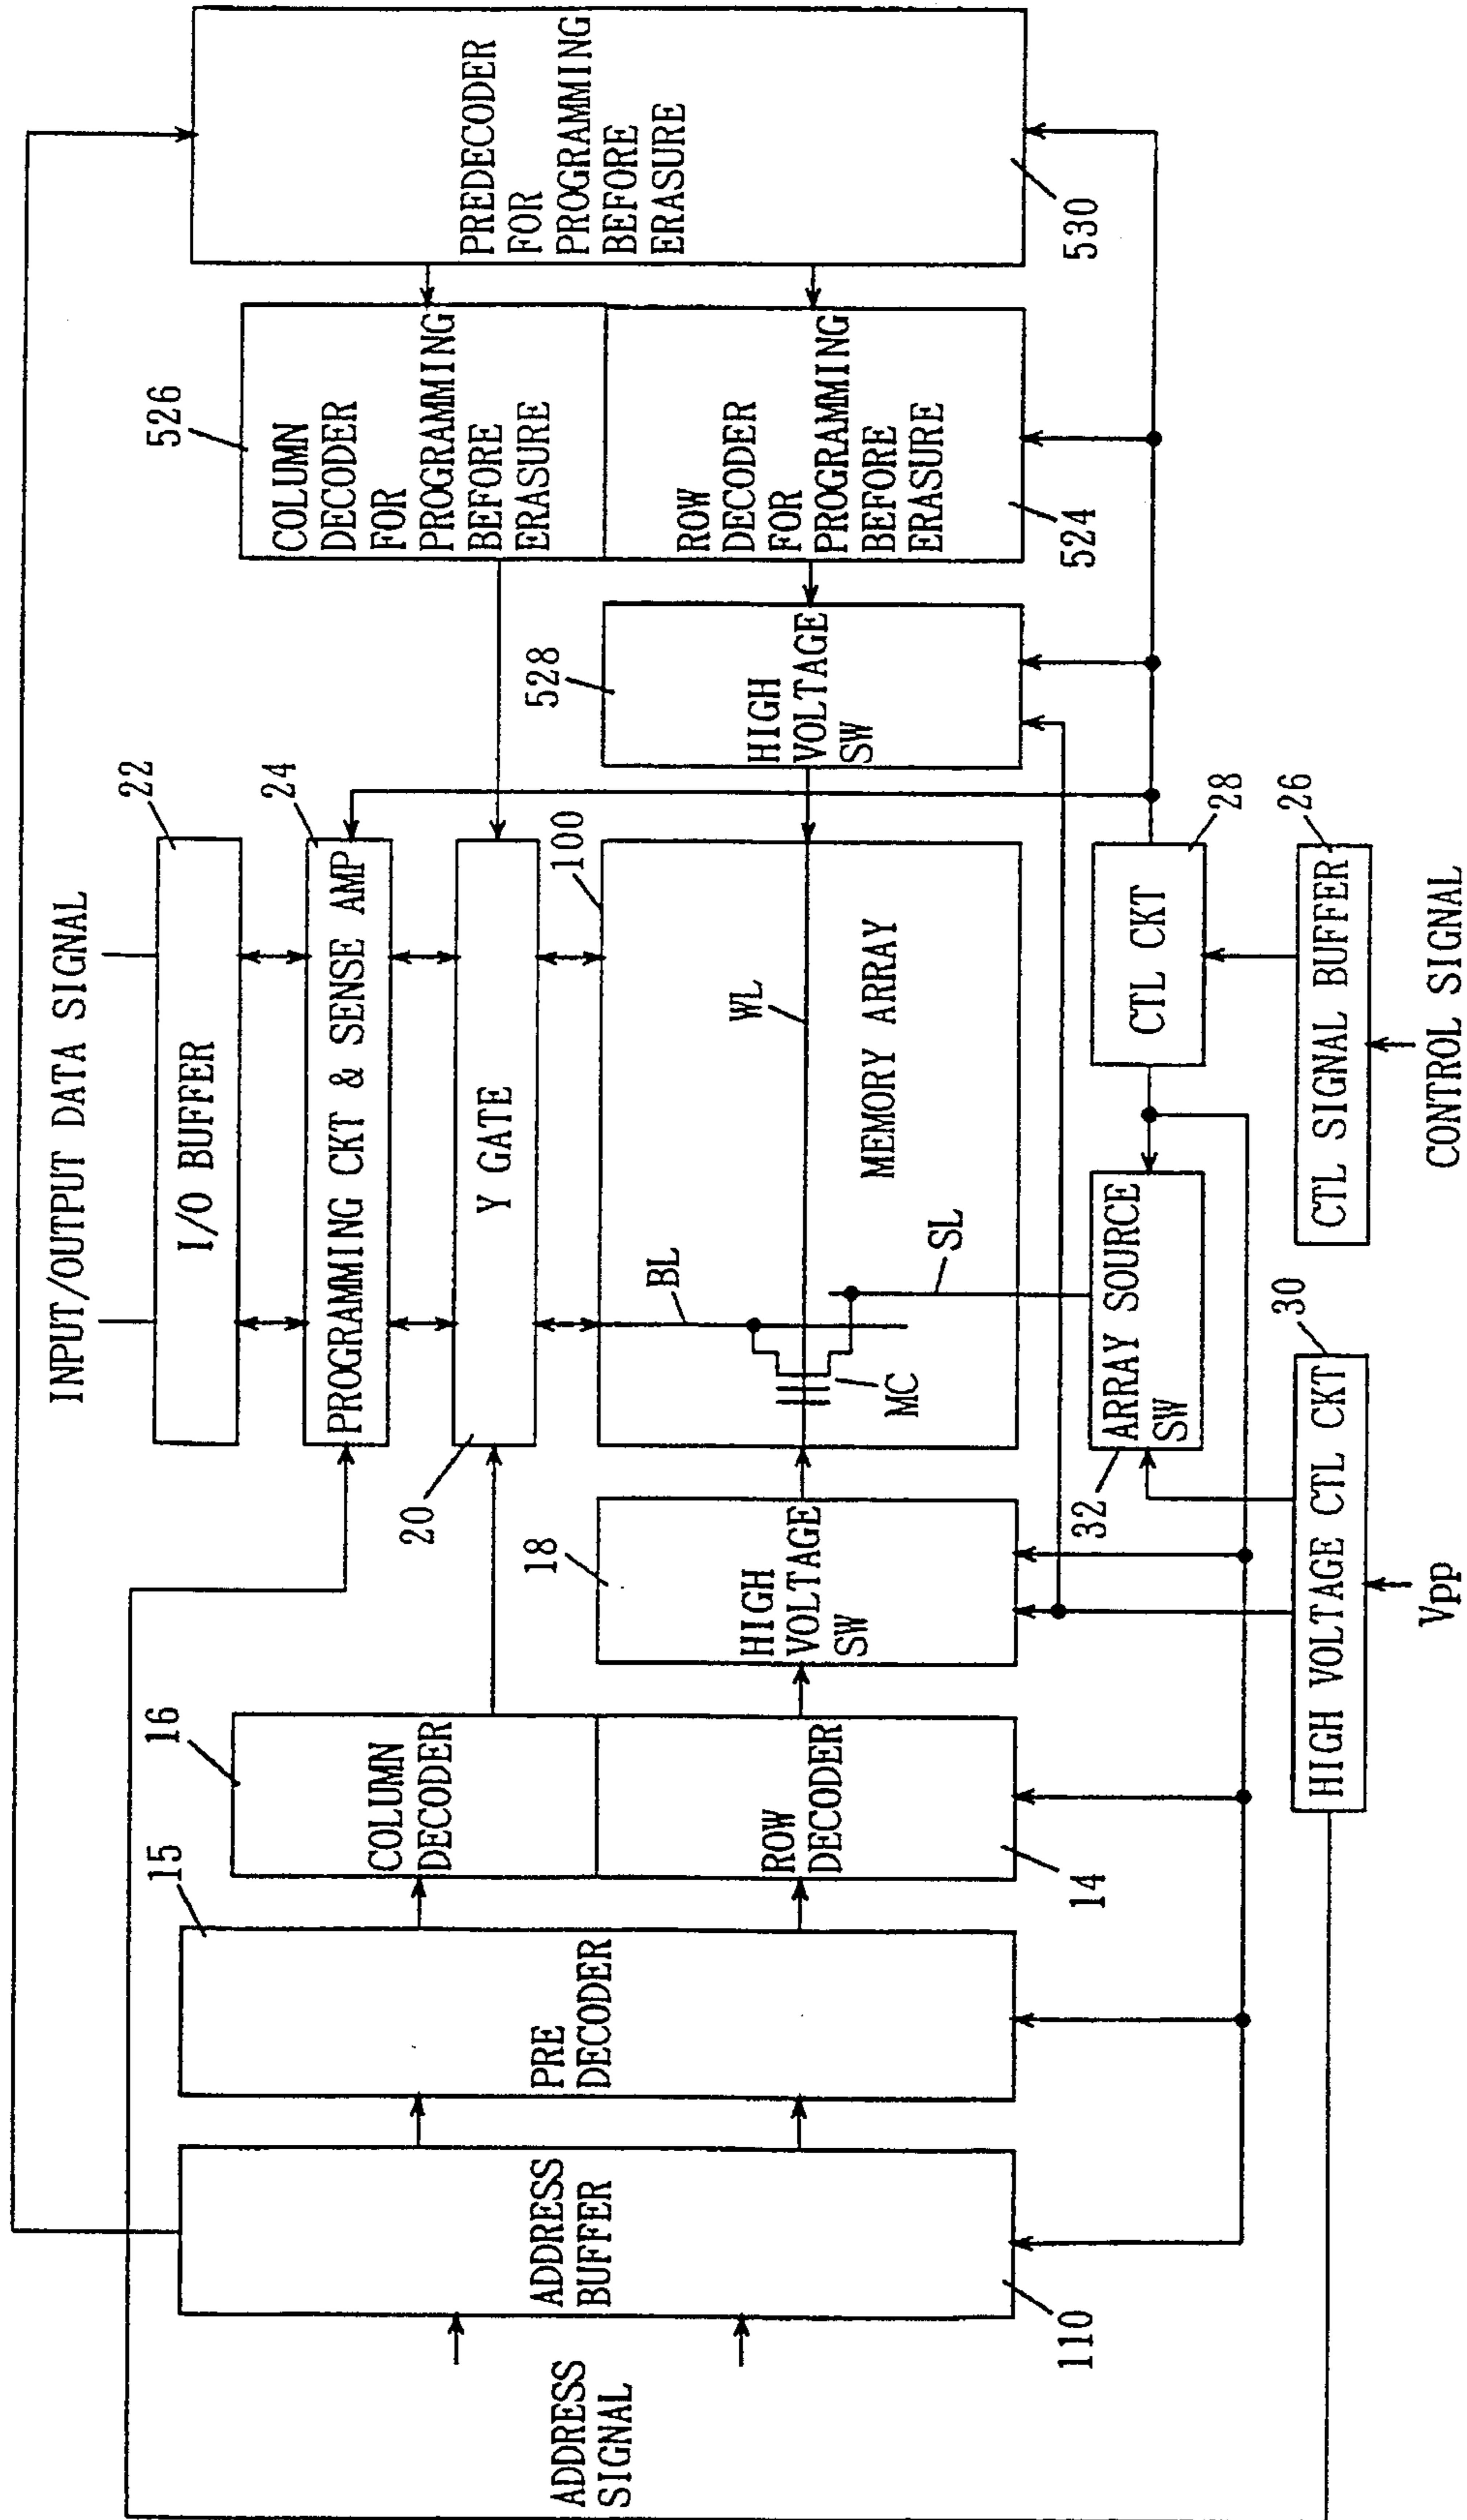 INPUT/OUTPUT DATA SIGNAL
22
I/O BUFFER
24
PROGRAMMING CKT & SENSE AMP
20
Y GATE
100
BL
WL
MC
SL
MEMORY ARRAY
ADDRESS
SIGNAL
ADDRESS
BUFFER
110
15
PRE
DECODER
16
COLUMN
DECODER
ROW
DECODER
14
18
HIGH
VOLTAGE
SW
528
HIGH
VOLTAGE
SW
526
COLUMN
DECODER
FOR
PROGRAMMING
BEFORE
ERASURE
ROW
DECODER
FOR
PROGRAMMING
BEFORE
ERASURE
524
PREDECODER
FOR
PROGRAMMING
BEFORE
ERASURE
530
32
ARRAY SOURCE
SW
CTL CKT
28
30
HIGH VOLTAGE CTL CKT
Vpp
26
CTL SIGNAL BUFFER
CONTROL SIGNAL